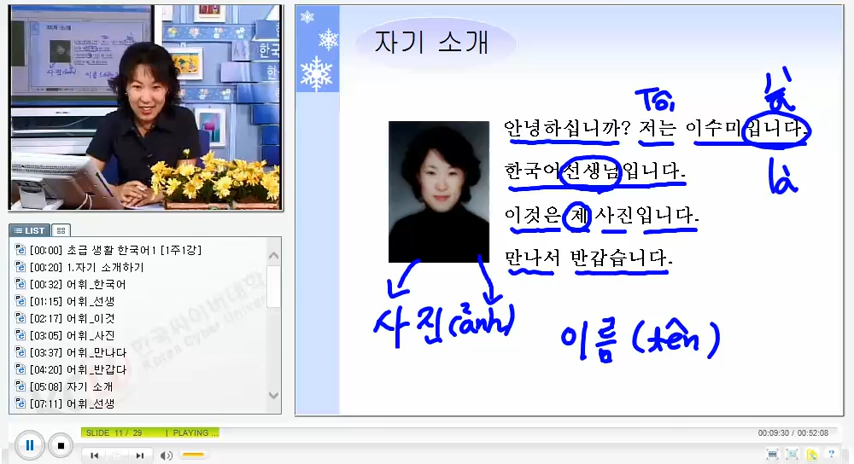 자기 소개
Tôi
안녕하십니까? 저는 이수미입니다.
한국어선생님입니다.
là
이것은 제 사진입니다.
만나서 반갑습니다.
사진(ảnh)
이름 (tên)
LIST
[00:00] 초급 생활 한국어1 [1주1강]
[00:20] 1.자기 소개하기
[00:32] 어휘_한국어
[01:15] 어휘_선생
[02:17] 어휘_이것
[03:05] 어휘_사진
[03:37] 어휘_만나다
[04:20] 어휘_반갑다
[05:08] 자기 소개
[07:11] 어휘_선생
SLIDE 11 / 29 | PLAYING ...
00:09:30 / 00:52:08